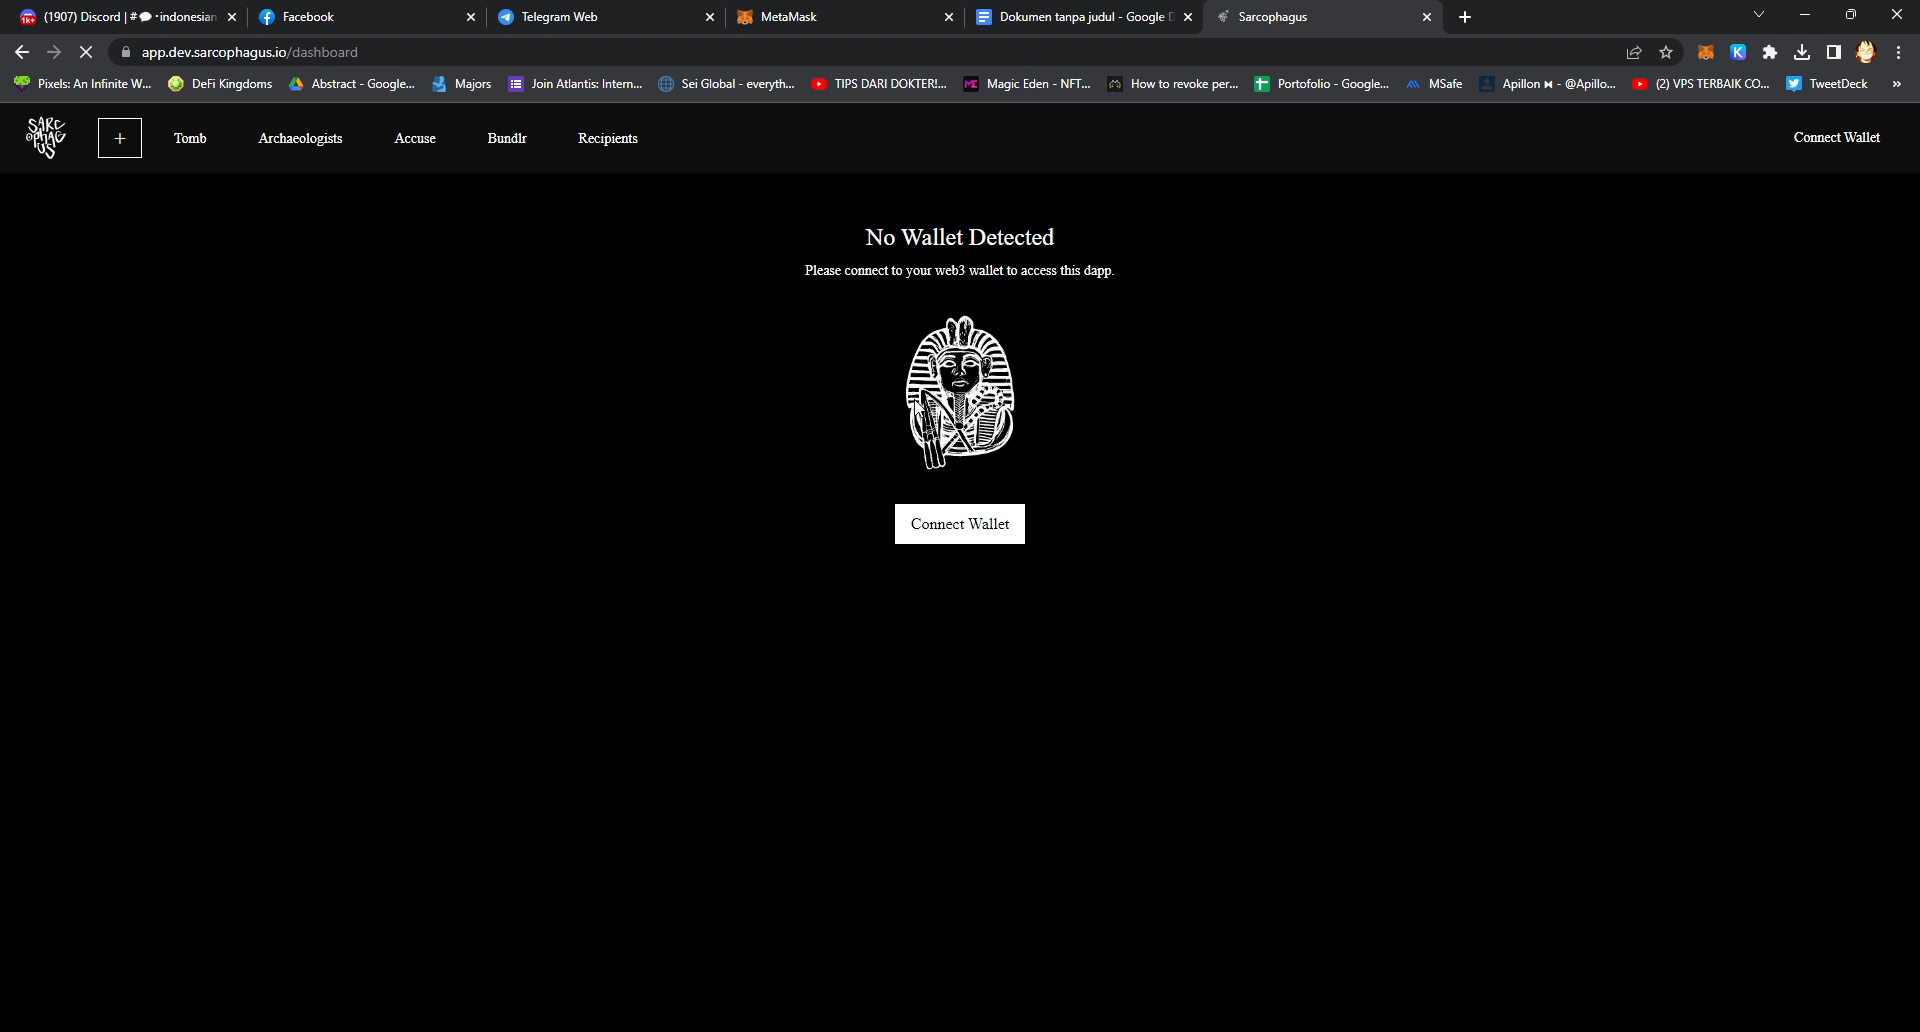 1k+ (1907) Discord | #💬・indonesian
Facebook
Telegram Web
MetaMask
Dokumen tanpa judul - Google D
Sarcophagus
app.dev.sarcophagus.io/dashboard
Pixels: An Infinite W...
DeFi Kingdoms
Abstract - Google...
Majors
Join Atlantis: Intern...
Sei Global - everyth...
TIPS DARI DOKTER!...
ME Magic Eden - NFT...
How to revoke per...
Portofolio - Google...
MSafe
Apillon ⧓ - @Apillo...
(2) VPS TERBAIK CO...
TweetDeck
»
SARCOPHAGUS
+
Tomb
Archaeologists
Accuse
Bundlr
Recipients
Connect Wallet
No Wallet Detected
Please connect to your web3 wallet to access this dapp.
Connect Wallet